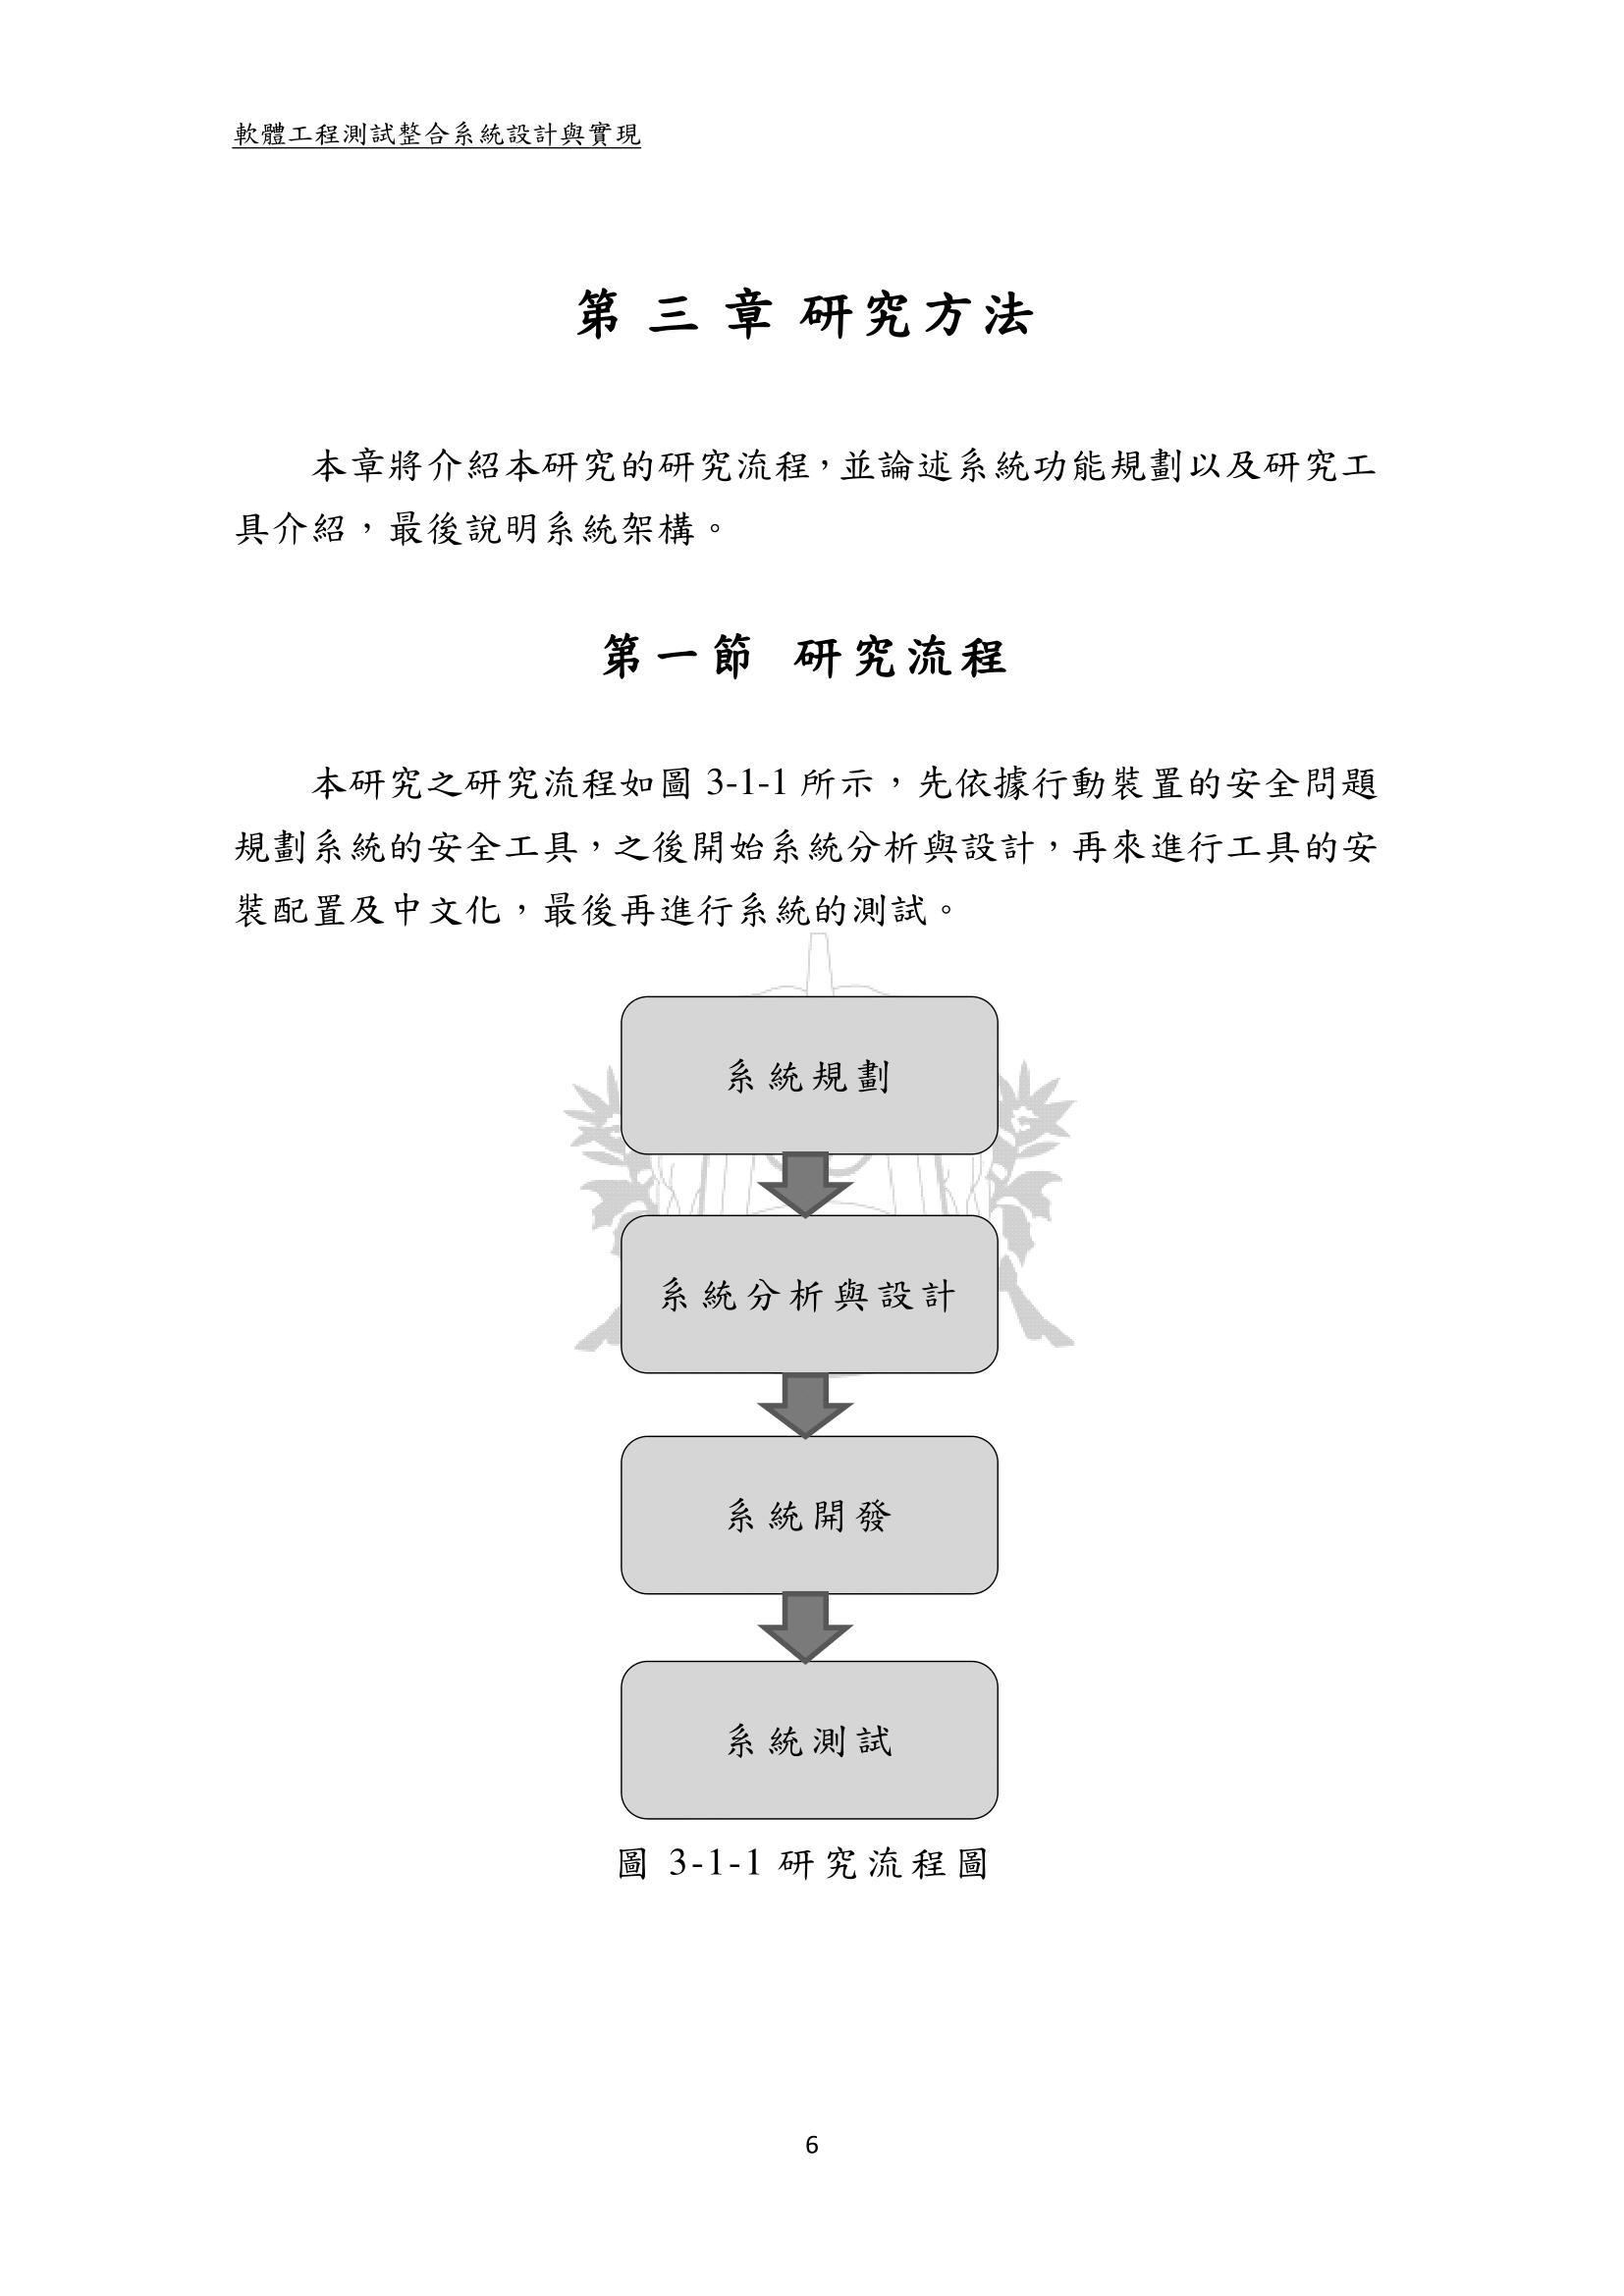 軟體工程測試整合系統設計與實現
第三章 研究方法
本章將介紹本研究的研究流程，並論述系統功能規劃以及研究工
具介紹，最後說明系統架構。
第一節 研究流程
本研究之研究流程如圖 3-1-1 所示，先依據行動裝置的安全問題
規劃系統的安全工具，之後開始系統分析與設計，再來進行工具的安
裝配置及中文化，最後再進行系統的測試。
系統規劃
系統分析與設計
系統開發
系統測試
圖 3-1-1 研究流程圖
6